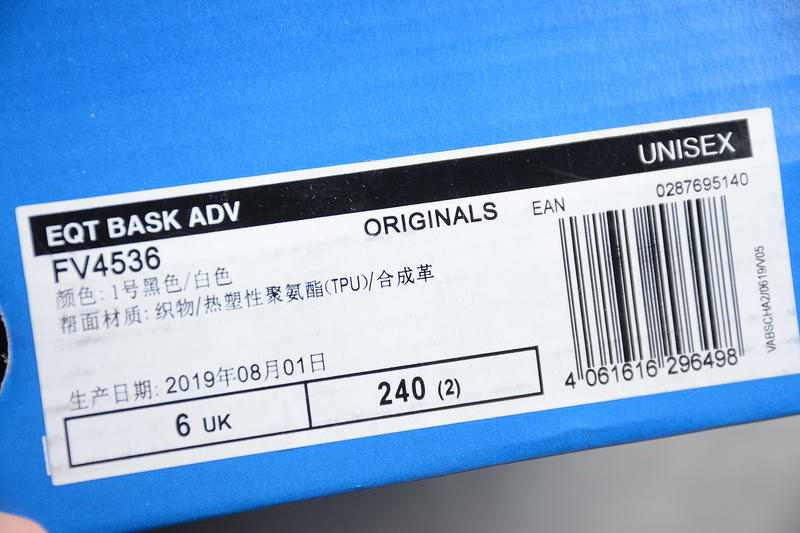 EQT BASK ADV
UNISEX
FV4536
ORIGINALS
EAN
0287695140
颜色: 1号黑色/白色
帮面材质: 织物/热塑性聚氨酯(TPU)/合成革
生产日期: 2019年08月01日
6 UK
240 (2)
4 061616 296498
VABSCHA2/0619/V05